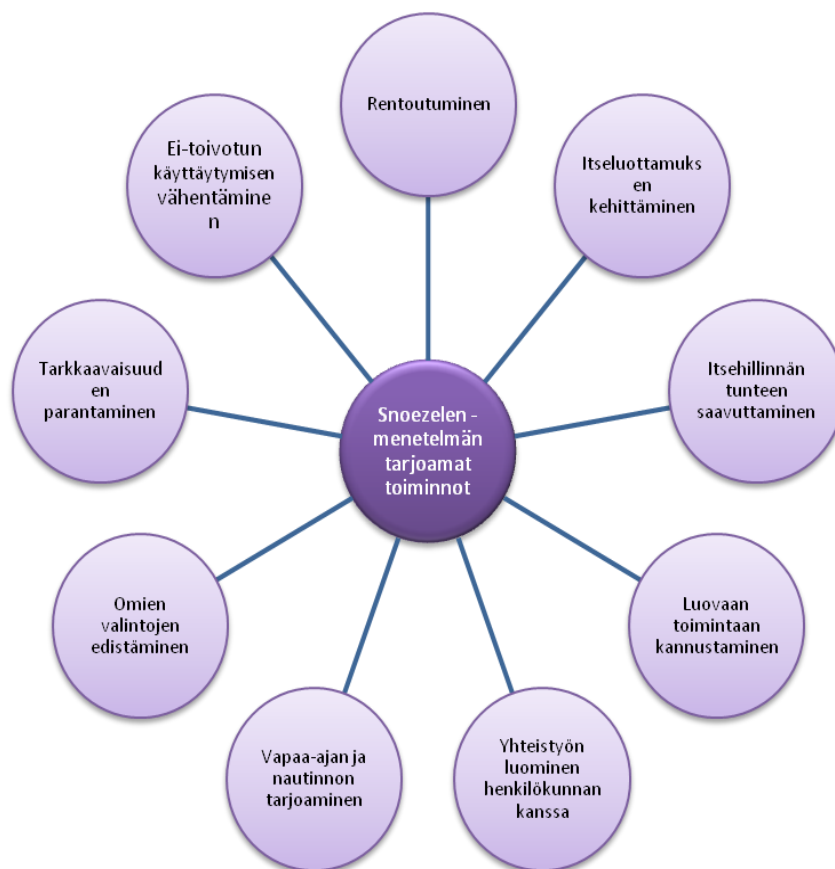 Rentoutuminen
Itseluottamuks
en
kehittäminen
Itsehillinnän
tunteen
saavuttaminen
Luovaan
toimintaan
kannustaminen
Yhteistyön
luominen
henkilökunnan
kanssa
Vapaa-ajan ja
nautinnon
tarjoaminen
Omien
valintojen
edistäminen
Tarkkaavaisuud
en
parantaminen
Ei-toivotun
käyttäytymisen
vähentämine
n
Snoezelen -
menetelmän
tarjoamat
toiminnot